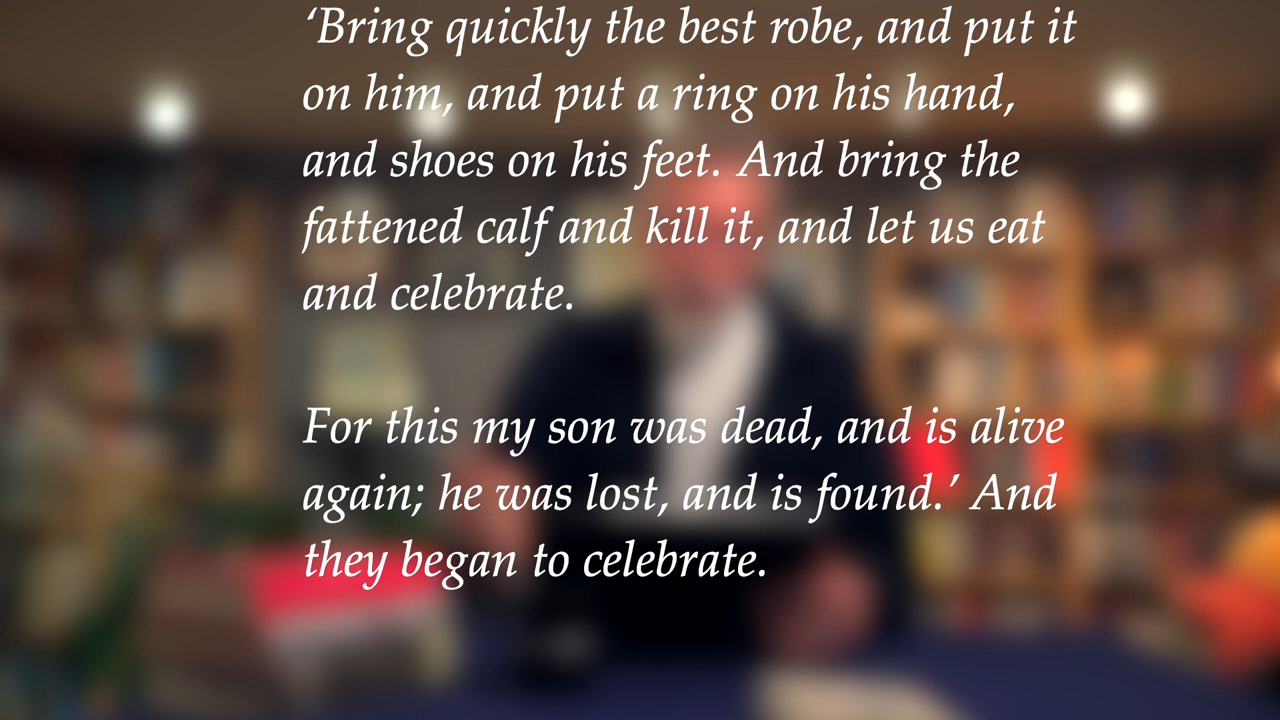 ‘Bring quickly the best robe, and put it
on him, and put a ring on his hand,
and shoes on his feet. And bring the
fattened calf and kill it, and let us eat
and celebrate.
For this my son was dead, and is alive
again; he was lost, and is found.’ And
they began to celebrate.